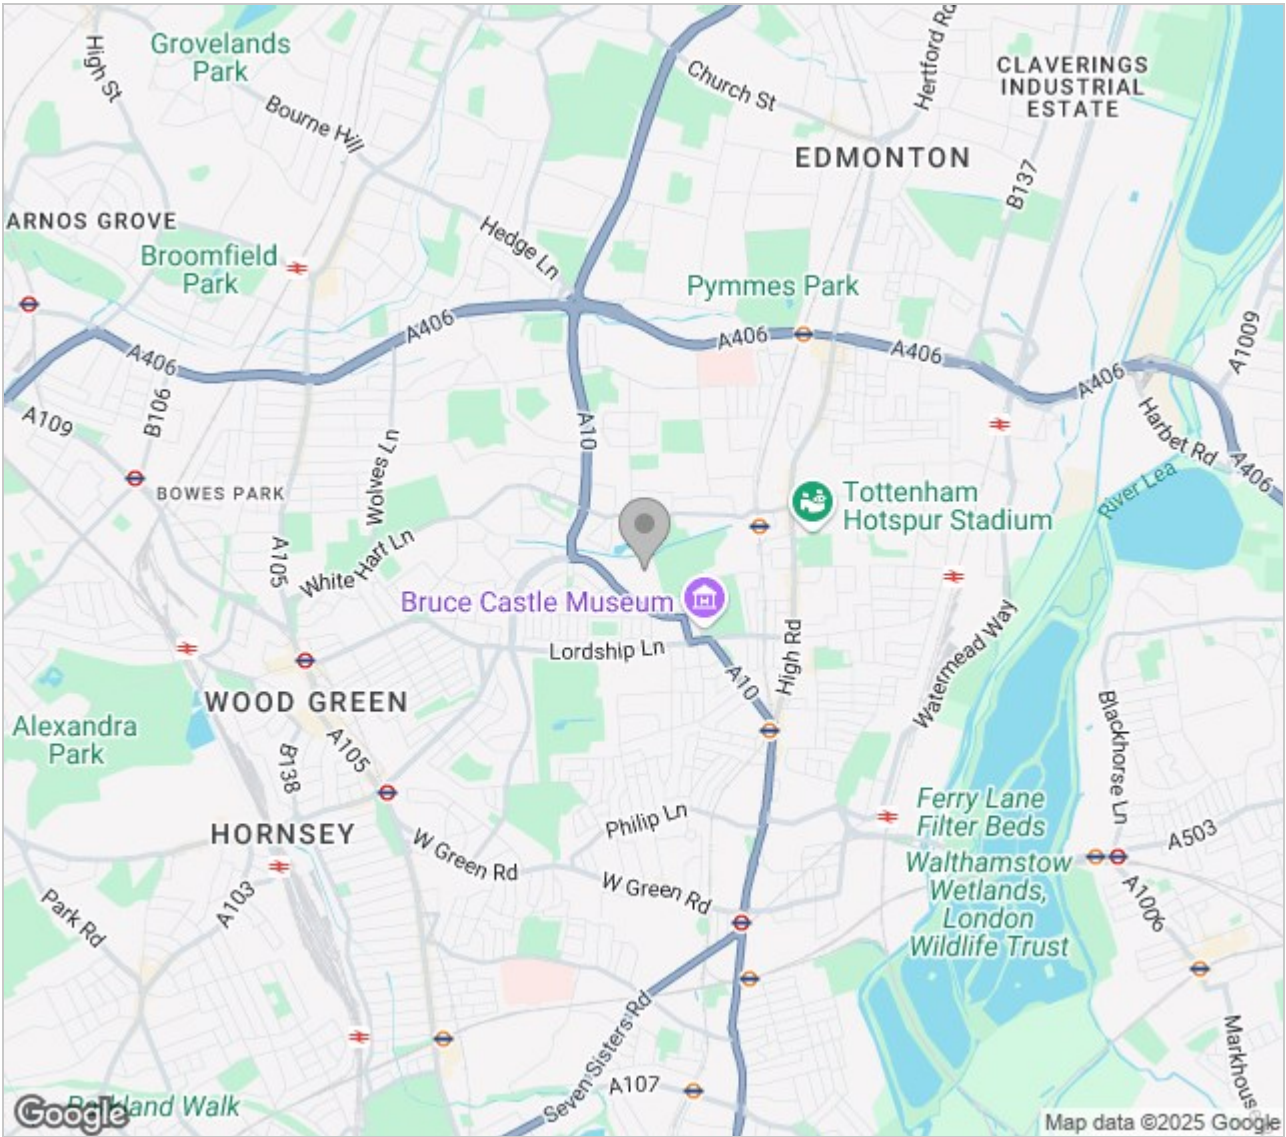 Grovelands
Park
High St
Bourne Hill
Church St
Hertford Rd
CLAVERINGS
INDUSTRIAL
ESTATE
EDMONTON
B137
ARNOS GROVE
Broomfield
Park
Hedge Ln
Pymmes Park
A406
A406
A406
A406
A406
A406
A1009
A109
B106
A10
Harbet Rd
Wolves Ln
BOWES PARK
River Lea
Tottenham
Hotspur Stadium
A105
White Hart Ln
Bruce Castle Museum
Lordship Ln
High Rd
Watermead Way
A10
WOOD GREEN
Alexandra
Park
B138
A105
Blackhorse Ln
HORNSEY
Philip Ln
Ferry Lane
Filter Beds
A503
W Green Rd
W Green Rd
Walthamstow
Wetlands,
London
Wildlife Trust
A1006
Park Rd
A103
Seven Sisters Rd
A107
Google
Map data ©2025 Google